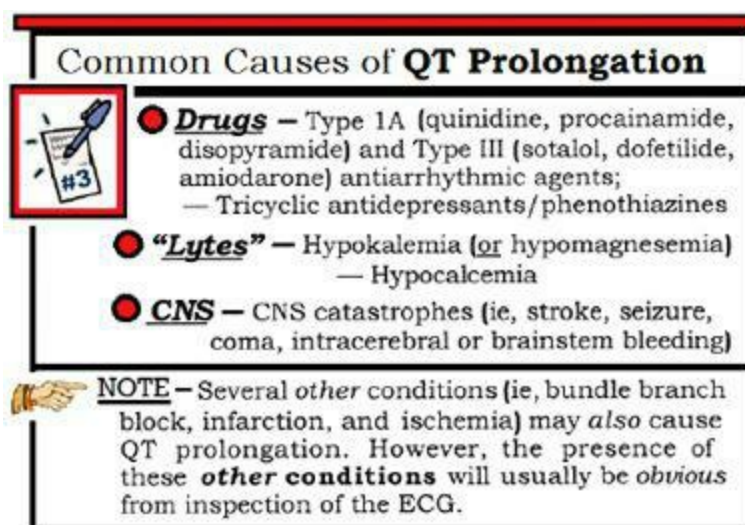 Common Causes of QT Prolongation
#3
Drugs – Type 1A (quinidine, procainamide,
disopyramide) and Type III (sotalol, dofetilide,
amiodarone) antiarrhythmic agents;
— Tricyclic antidepressants/phenothiazines
"Lytes" – Hypokalemia (or hypomagnesemia)
— Hypocalcemia
CNS – CNS catastrophes (ie, stroke, seizure,
coma, intracerebral or brainstem bleeding)
NOTE – Several other conditions (ie, bundle branch
block, infarction, and ischemia) may also cause
QT prolongation. However, the presence of
these other conditions will usually be obvious
from inspection of the ECG.